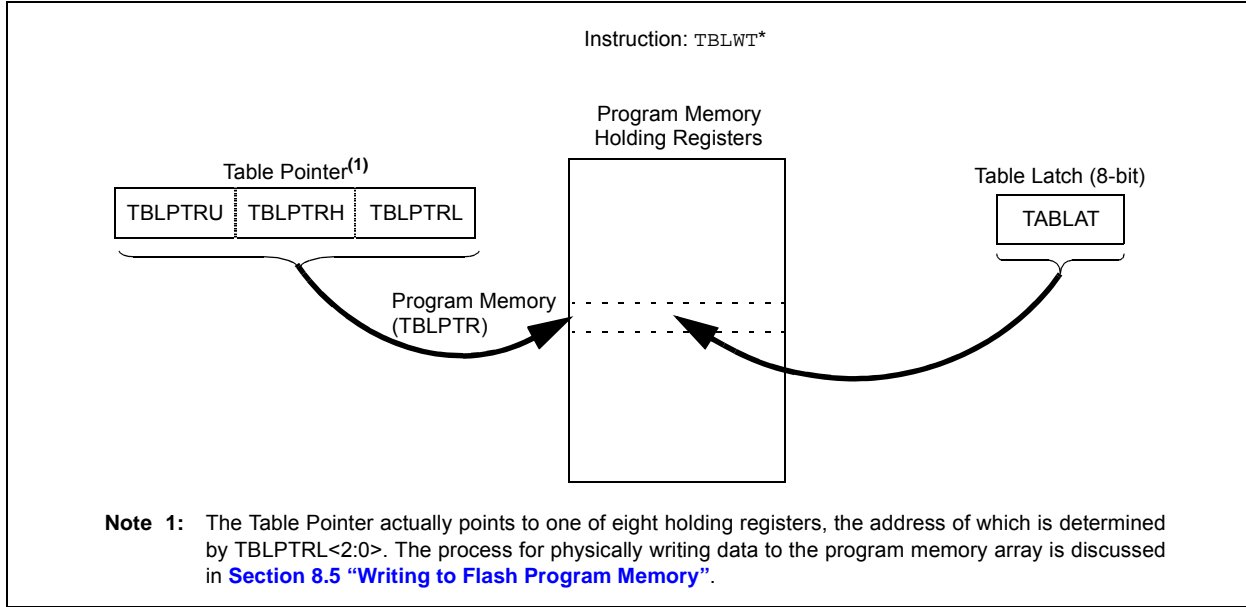 Instruction: TBLWT*
Program Memory
Holding Registers
Table Pointer(1)
Table Latch (8-bit)
TBLPTRU TBLPTRH TBLPTRL
TABLAT
Program Memory
(TBLPTR)
Note 1: The Table Pointer actually points to one of eight holding registers, the address of which is determined
by TBLPTRL<2:0>. The process for physically writing data to the program memory array is discussed
in Section 8.5 “Writing to Flash Program Memory”.